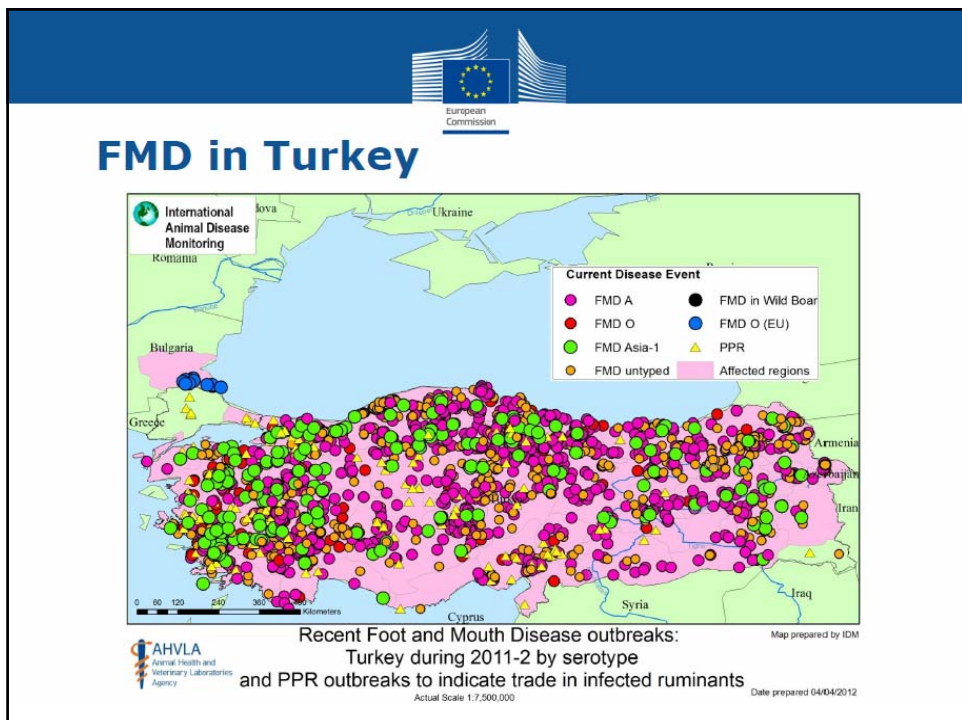 European
Commission
FMD in Turkey
International
Animal Disease
Monitoring
dova
Ukraine
Romania
Bulgaria
Greece
Armenia
Azerbaijan
Iran
Iraq
Syria
Cyprus
Current Disease Event
FMD A
FMD in Wild Boar
FMD O
FMD O (EU)
FMD Asia-1
PPR
FMD untyped
Affected regions
0 60 120 240 360
Kilometers
AHVLA
Animal Health and
Veterinary Laboratories
Agency
Recent Foot and Mouth Disease outbreaks:
Turkey during 2011-2 by serotype
and PPR outbreaks to indicate trade in infected ruminants
Actual Scale 1:7,500,000
Map prepared by IDM
Date prepared 04/04/2012